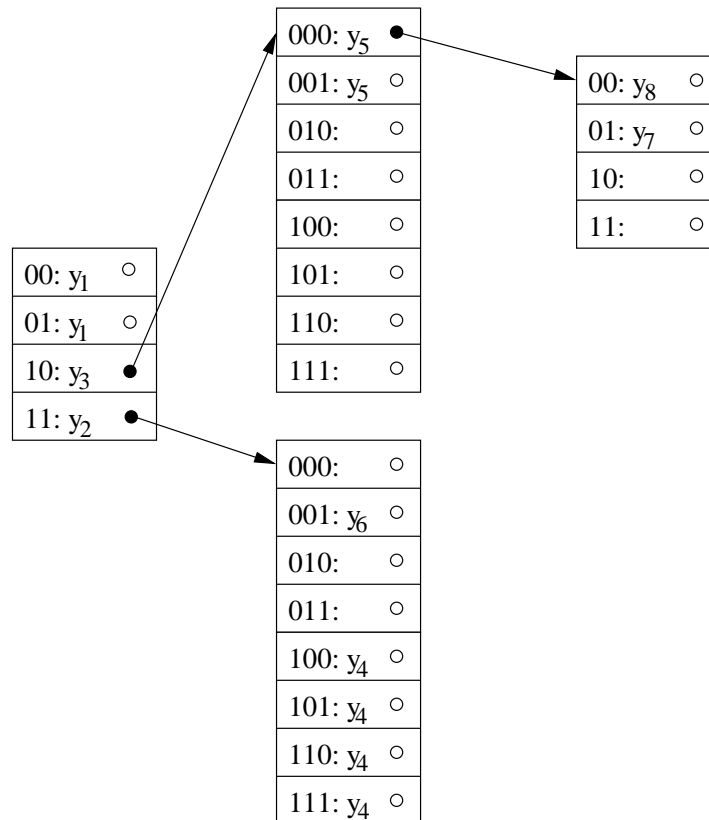 00: y₁
01: y₁
10: y₃
11: y₂
000: y₅
001: y₅
010:
011:
100:
101:
110:
111:
000:
001: y₆
010:
011:
100: y₄
101: y₄
110: y₄
111: y₄
00: y₈
01: y₇
10:
11: